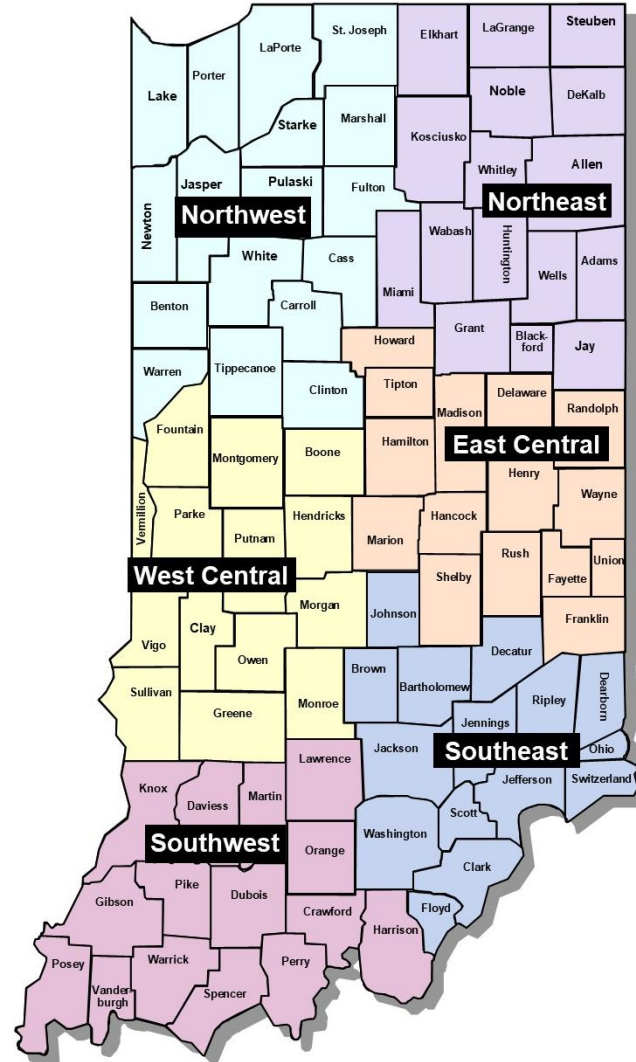 St. Joseph
Elkhart
LaGrange
Steuben
LaPorte
Porter
Lake
Noble
DeKalb
Starke
Marshall
Kosciusko
Whitley
Allen
Newton
Jasper
Pulaski
Fulton
Northwest
Northeast
Wabash
Huntington
White
Cass
Miami
Wells
Adams
Benton
Carroll
Grant
Black-
ford
Jay
Howard
Warren
Tippecanoe
Clinton
Tipton
Madison
Delaware
Randolph
Fountain
Montgomery
Boone
Hamilton
East Central
Henry
Vermillion
Parke
Putnam
Hendricks
Marion
Hancock
Wayne
Rush
Fayette
Union
West Central
Shelby
Morgan
Johnson
Franklin
Vigo
Clay
Owen
Decatur
Brown
Bartholomew
Ripley
Dearborn
Sullivan
Greene
Monroe
Jennings
Jackson
Southeast
Ohio
Lawrence
Jefferson
Switzerland
Knox
Daviess
Martin
Scott
Southwest
Orange
Washington
Clark
Pike
Dubois
Gibson
Crawford
Harrison
Floyd
Posey
Vander-
burgh
Warrick
Spencer
Perry